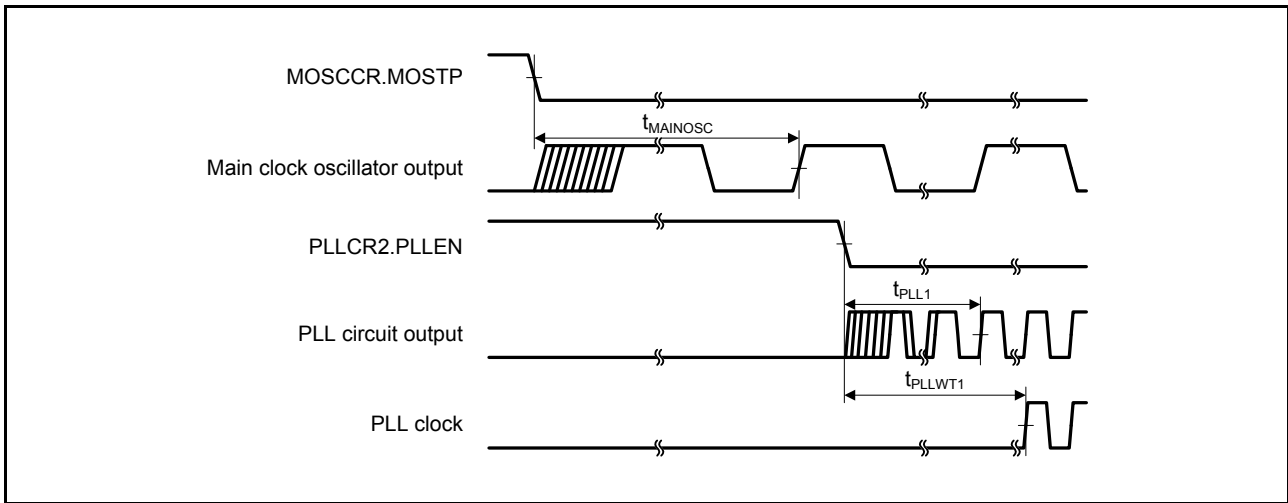 MOSCCR.MOSTP
tMAINOSC
Main clock oscillator output
PLLCR2.PLLEN
tPLL1
PLL circuit output
tPLLWT1
PLL clock